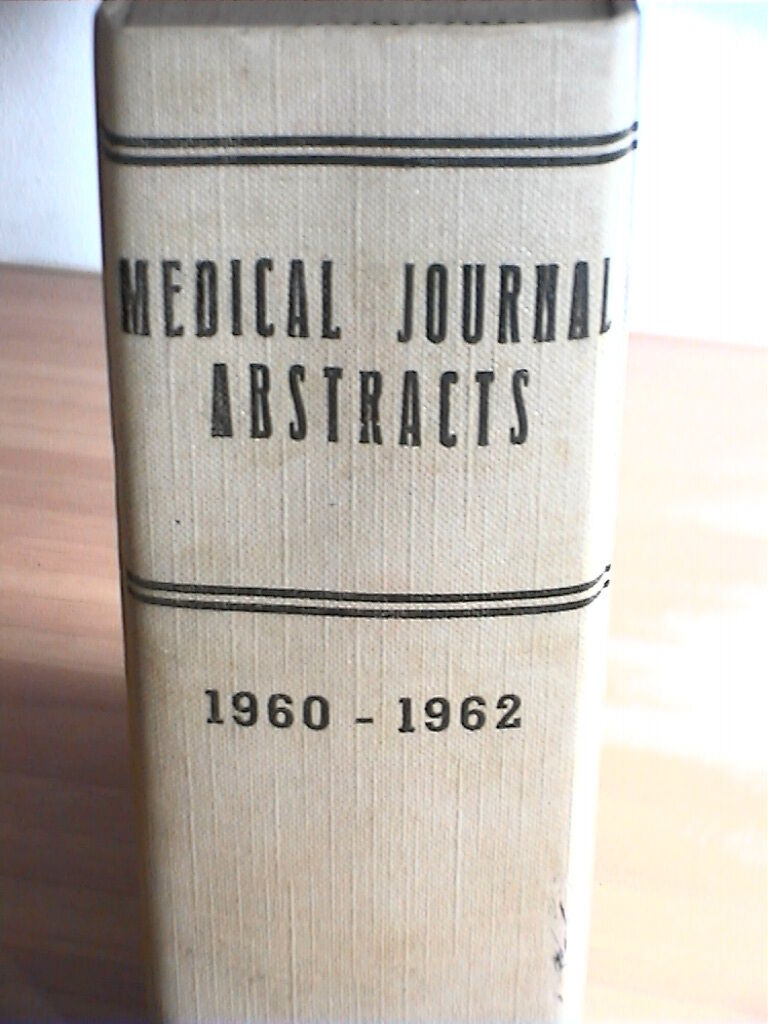 MEDICAL JOURNAL
ABSTRACTS
1960 - 1962